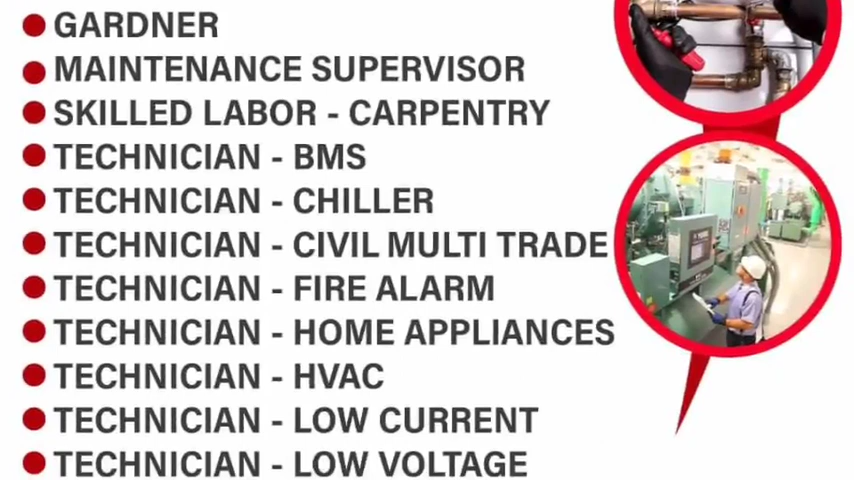 GARDNER
MAINTENANCE SUPERVISOR
SKILLED LABOR - CARPENTRY
TECHNICIAN - BMS
TECHNICIAN - CHILLER
TECHNICIAN - CIVIL MULTI TRADE
TECHNICIAN - FIRE ALARM
TECHNICIAN - HOME APPLIANCES
TECHNICIAN - HVAC
TECHNICIAN - LOW CURRENT
TECHNICIAN - LOW VOLTAGE